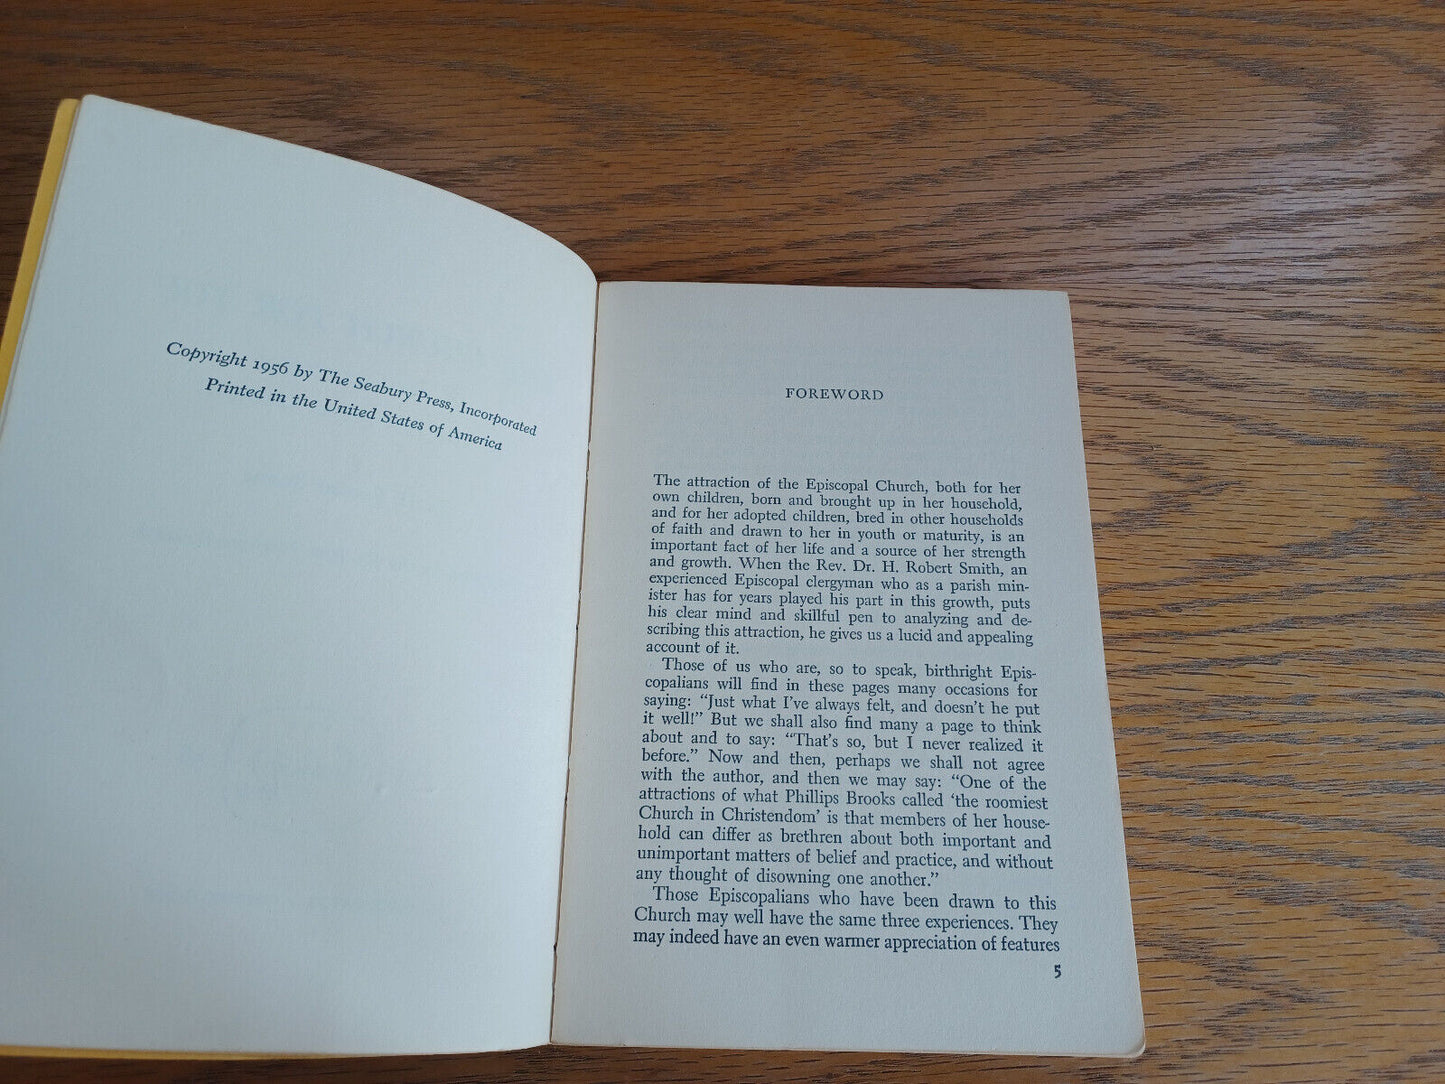 Copyright 1956 by The Seabury Press, Incorporated
Printed in the United States of America
FOREWORD
The attraction of the Episcopal Church, both for her
own children, born and brought up in her household,
and for her adopted children, bred in other households
of faith and drawn to her in youth or maturity, is an
important fact of her life and a source of her strength
and growth. When the Rev. Dr. H. Robert Smith, an
experienced Episcopal clergyman who as a parish min-
ister has for years played his part in this growth, puts
his clear mind and skillful pen to analyzing and de-
scribing this attraction, he gives us a lucid and appealing
account of it.
Those of us who are, so to speak, birthright Epis-
copalians will find in these pages many occasions for
saying: “Just what I’ve always felt, and doesn’t he put
it well!” But we shall also find many a page to think
about and to say: “That’s so, but I never realized it
before.” Now and then, perhaps we shall not agree
with the author, and then we may say: “One of the
attractions of what Phillips Brooks called ‘the roomiest
Church in Christendom’ is that members of her house-
hold can differ as brethren about both important and
unimportant matters of belief and practice, and without
any thought of disowning one another.”
Those Episcopalians who have been drawn to this
Church may well have the same three experiences. They
may indeed have an even warmer appreciation of features
5